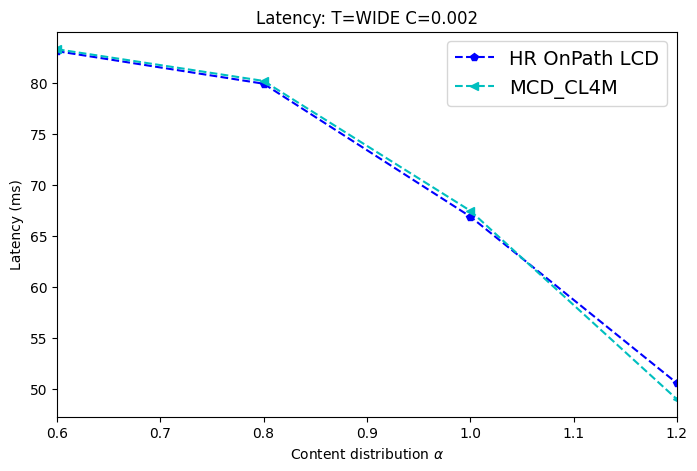 Latency: T=WIDE C=0.002
HR OnPath LCD
MCD_CL4M
Latency (ms)
80
75
70
65
60
55
50
0.6 0.7 0.8 0.9 1.0 1.1 1.2
Content distribution α